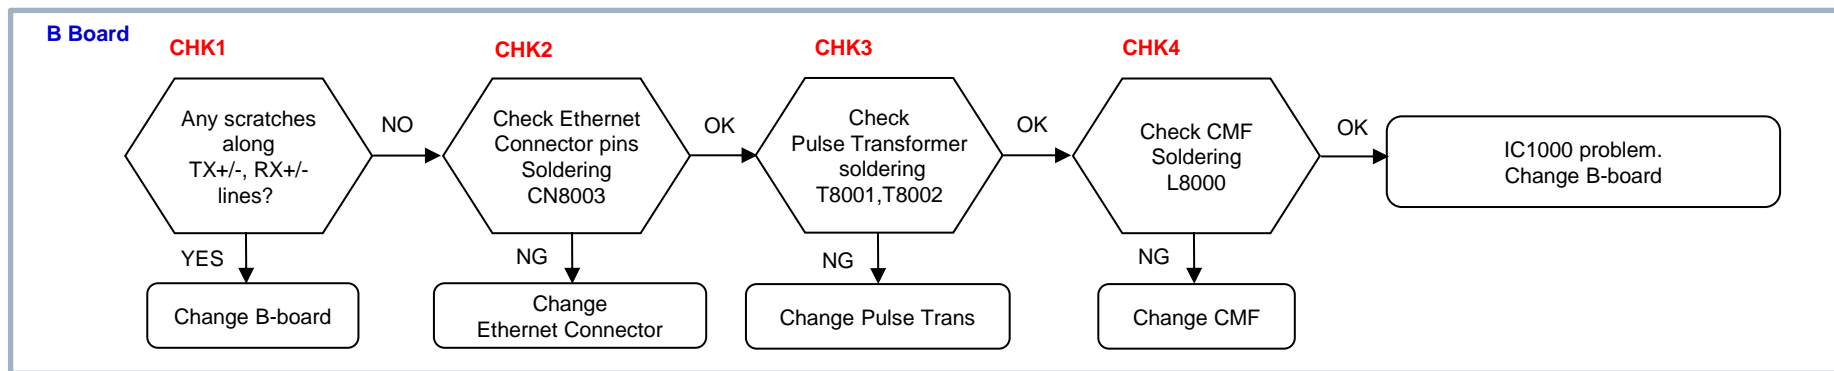 B Board
CHK1
Any scratches
along
TX+/-, RX+/-
lines?
NO
YES
Change B-board
CHK2
Check Ethernet
Connector pins
Soldering
CN8003
OK
NG
Change
Ethernet Connector
CHK3
Check
Pulse Transformer
soldering
T8001,T8002
OK
NG
Change Pulse Trans
CHK4
Check CMF
Soldering
L8000
OK
NG
Change CMF
IC1000 problem.
Change B-board